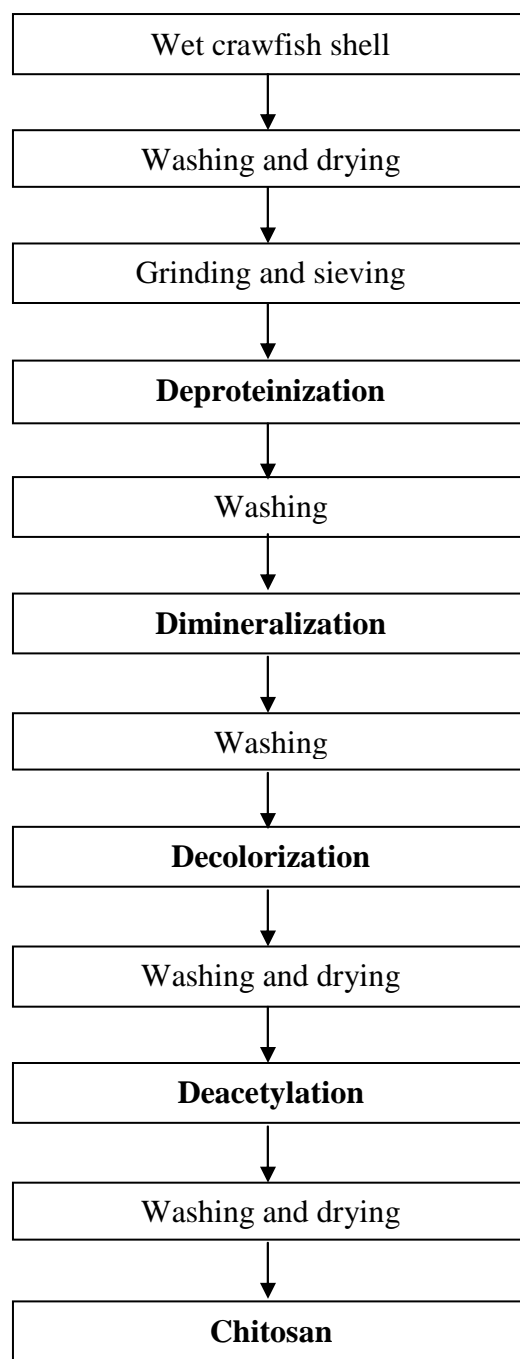 Wet crawfish shell
Washing and drying
Grinding and sieving
Deproteinization
Washing
Dimineralization
Washing
Decolorization
Washing and drying
Deacetylation
Washing and drying
Chitosan